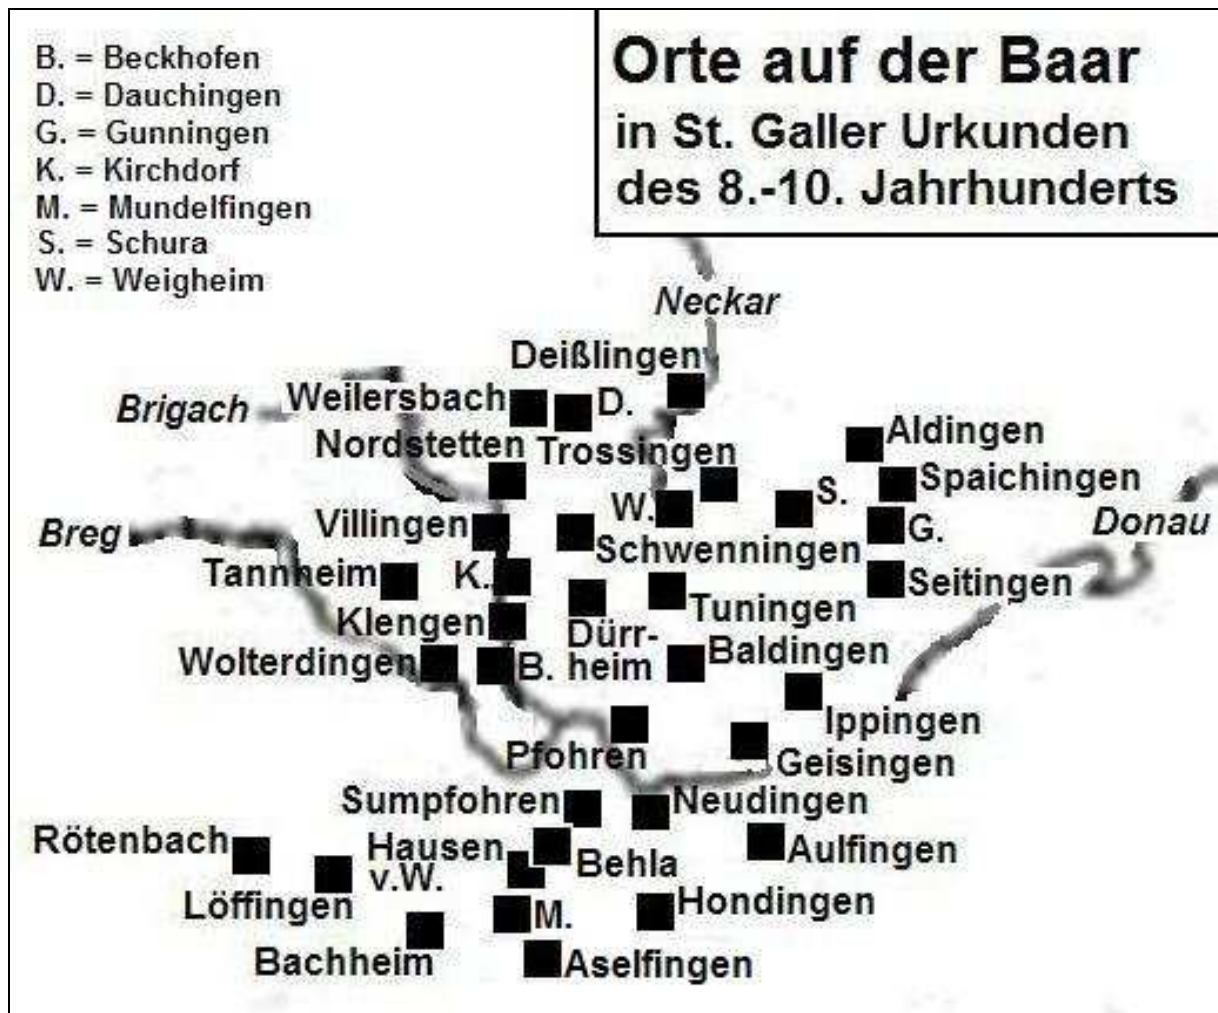 B. = Beckhofen
D. = Dauchingen
G. = Gunningen
K. = Kirchdorf
M. = Mundelfingen
S. = Schura
W. = Weigheim
Orte auf der Baar
in St. Galler Urkunden
des 8.-10. Jahrhunderts
Neckar
Deißlingen
Brigach
Weilersbach
D.
Nordstetten
Trossingen
Aldingen
Spaichingen
W.
S.
Breg
Villingen
G.
Donau
Schwenningen
Tannheim
K.
Seitingen
Klengen
Dürr-
heim
Tuningen
Wolterdingen
B.
Baldingen
Ippingen
Pfohren
Geisingen
Sumpfohren
Neudingen
Rötenbach
Hausen
v.W.
Behla
Aulfingen
Löffingen
M.
Hondingen
Bachheim
Aselfingen